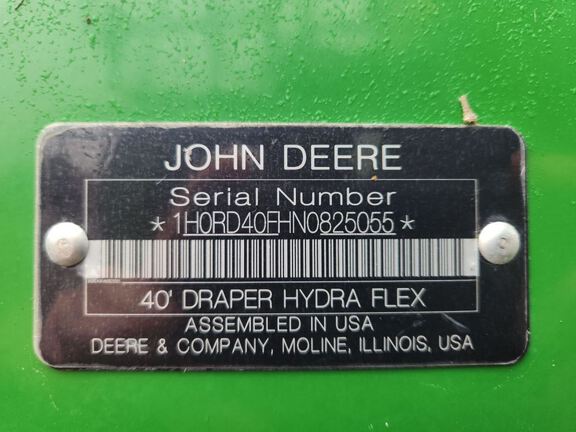 JOHN DEERE
Serial Number
*1H0RD40FHN0825055*
40' DRAPER HYDRA FLEX
ASSEMBLED IN USA
DEERE & COMPANY, MOLINE, ILLINOIS, USA